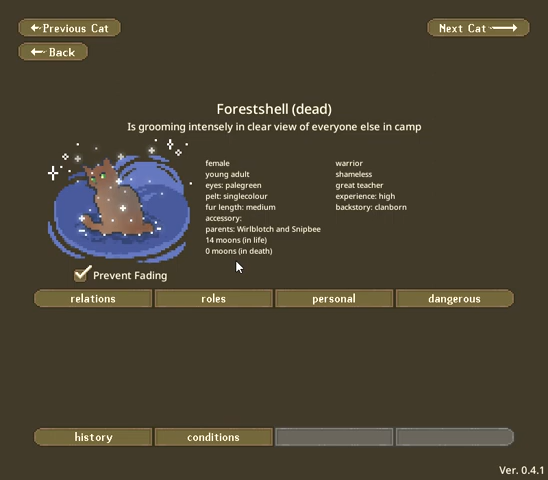 Previous Cat
Next Cat
Back
Forestshell (dead)
Is grooming intensely in clear view of everyone else in camp
female
young adult
eyes: palegreen
pelt: singlecolour
fur length: medium
accessory:
parents: Wirlblotch and Snipbee
14 moons (in life)
0 moons (in death)
warrior
shameless
great teacher
experience: high
backstory: clanborn
Prevent Fading
relations
roles
personal
dangerous
history
conditions
Ver. 0.4.1